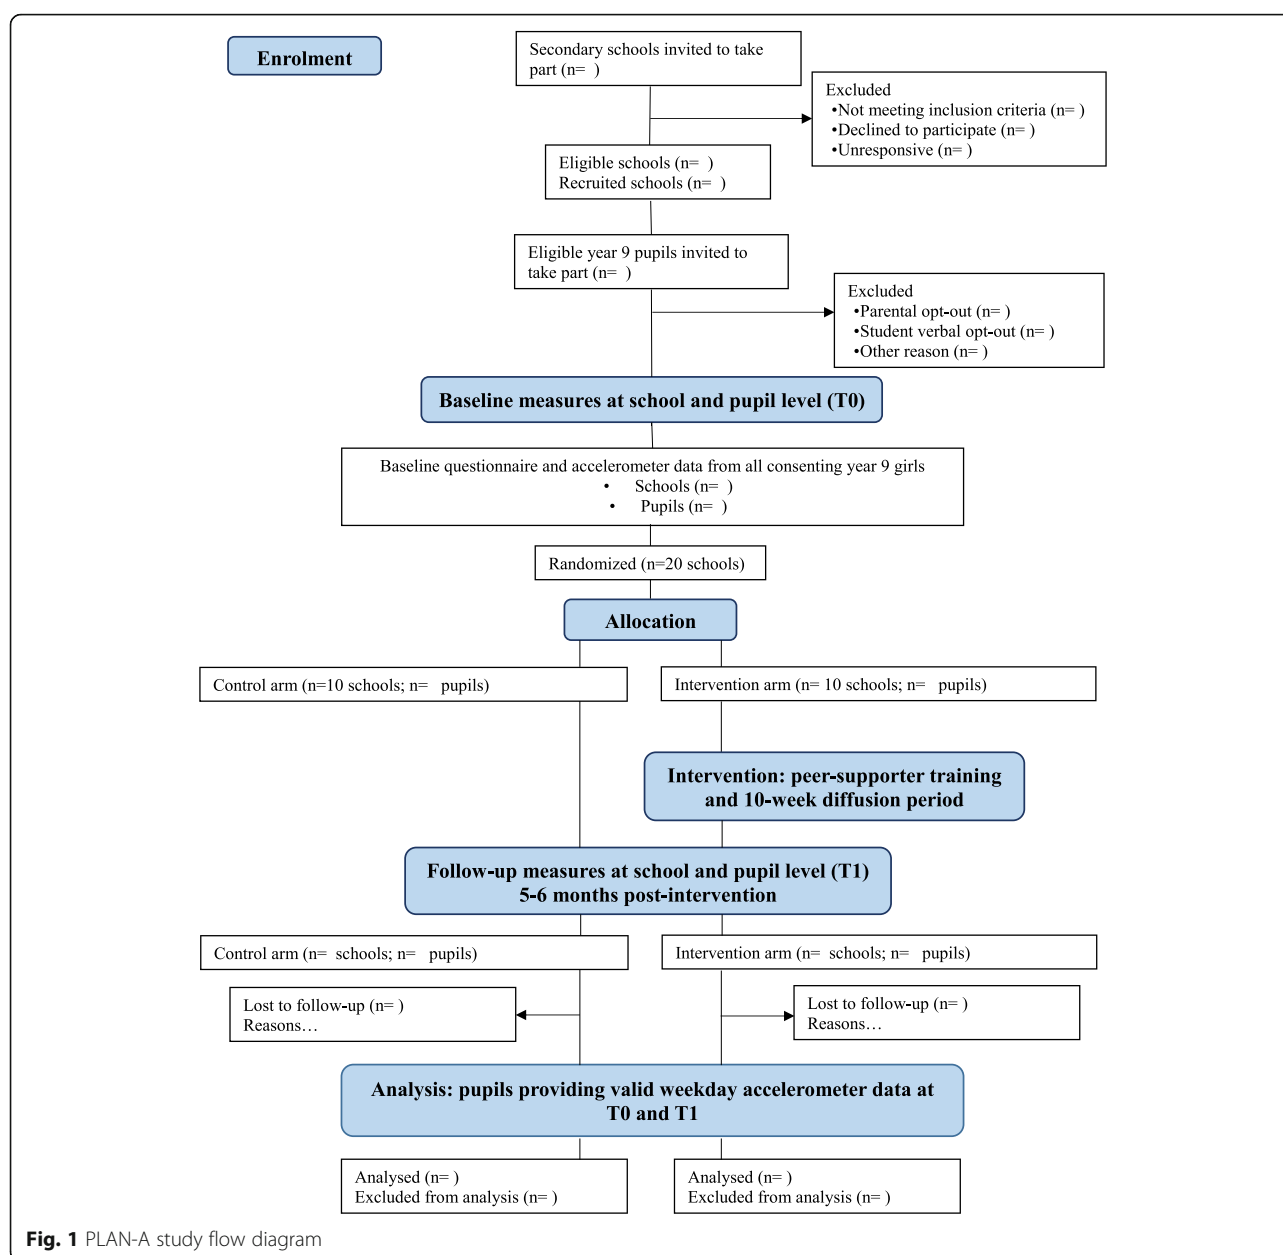 Enrolment
Secondary schools invited to take
part (n=  )
Excluded
•Not meeting inclusion criteria (n= )
•Declined to participate (n= )
•Unresponsive (n= )
Eligible schools (n=  )
Recruited schools (n=  )
Eligible year 9 pupils invited to
take part (n=  )
Excluded
•Parental opt-out (n= )
•Student verbal opt-out (n= )
•Other reason (n= )
Baseline measures at school and pupil level (T0)
Baseline questionnaire and accelerometer data from all consenting year 9 girls
• Schools (n=  )
• Pupils (n=  )
Randomized (n=20 schools)
Allocation
Control arm (n=10 schools; n=   pupils)
Intervention arm (n= 10 schools; n=   pupils)
Intervention: peer-supporter training
and 10-week diffusion period
Follow-up measures at school and pupil level (T1)
5-6 months post-intervention
Control arm (n=  schools; n=   pupils)
Intervention arm (n=  schools; n=   pupils)
Lost to follow-up (n= )
Reasons…
Lost to follow-up (n= )
Reasons…
Analysis: pupils providing valid weekday accelerometer data at
T0 and T1
Analysed (n= )
Excluded from analysis (n= )
Analysed (n= )
Excluded from analysis (n= )
Fig. 1 PLAN-A study flow diagram